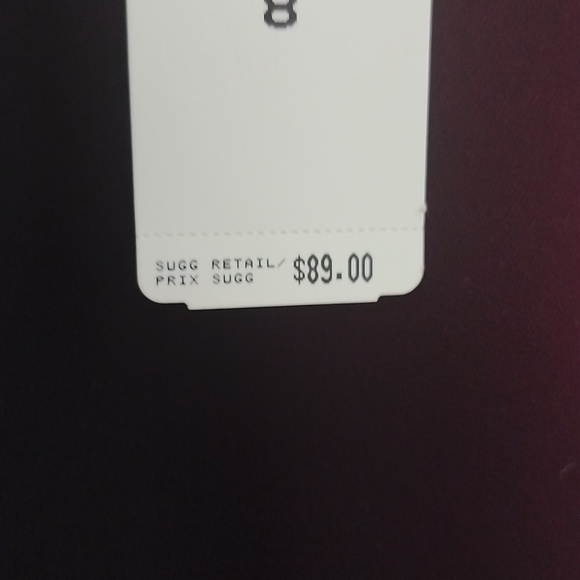 8
SUGG RETAIL/
PRIX SUGG $89.00